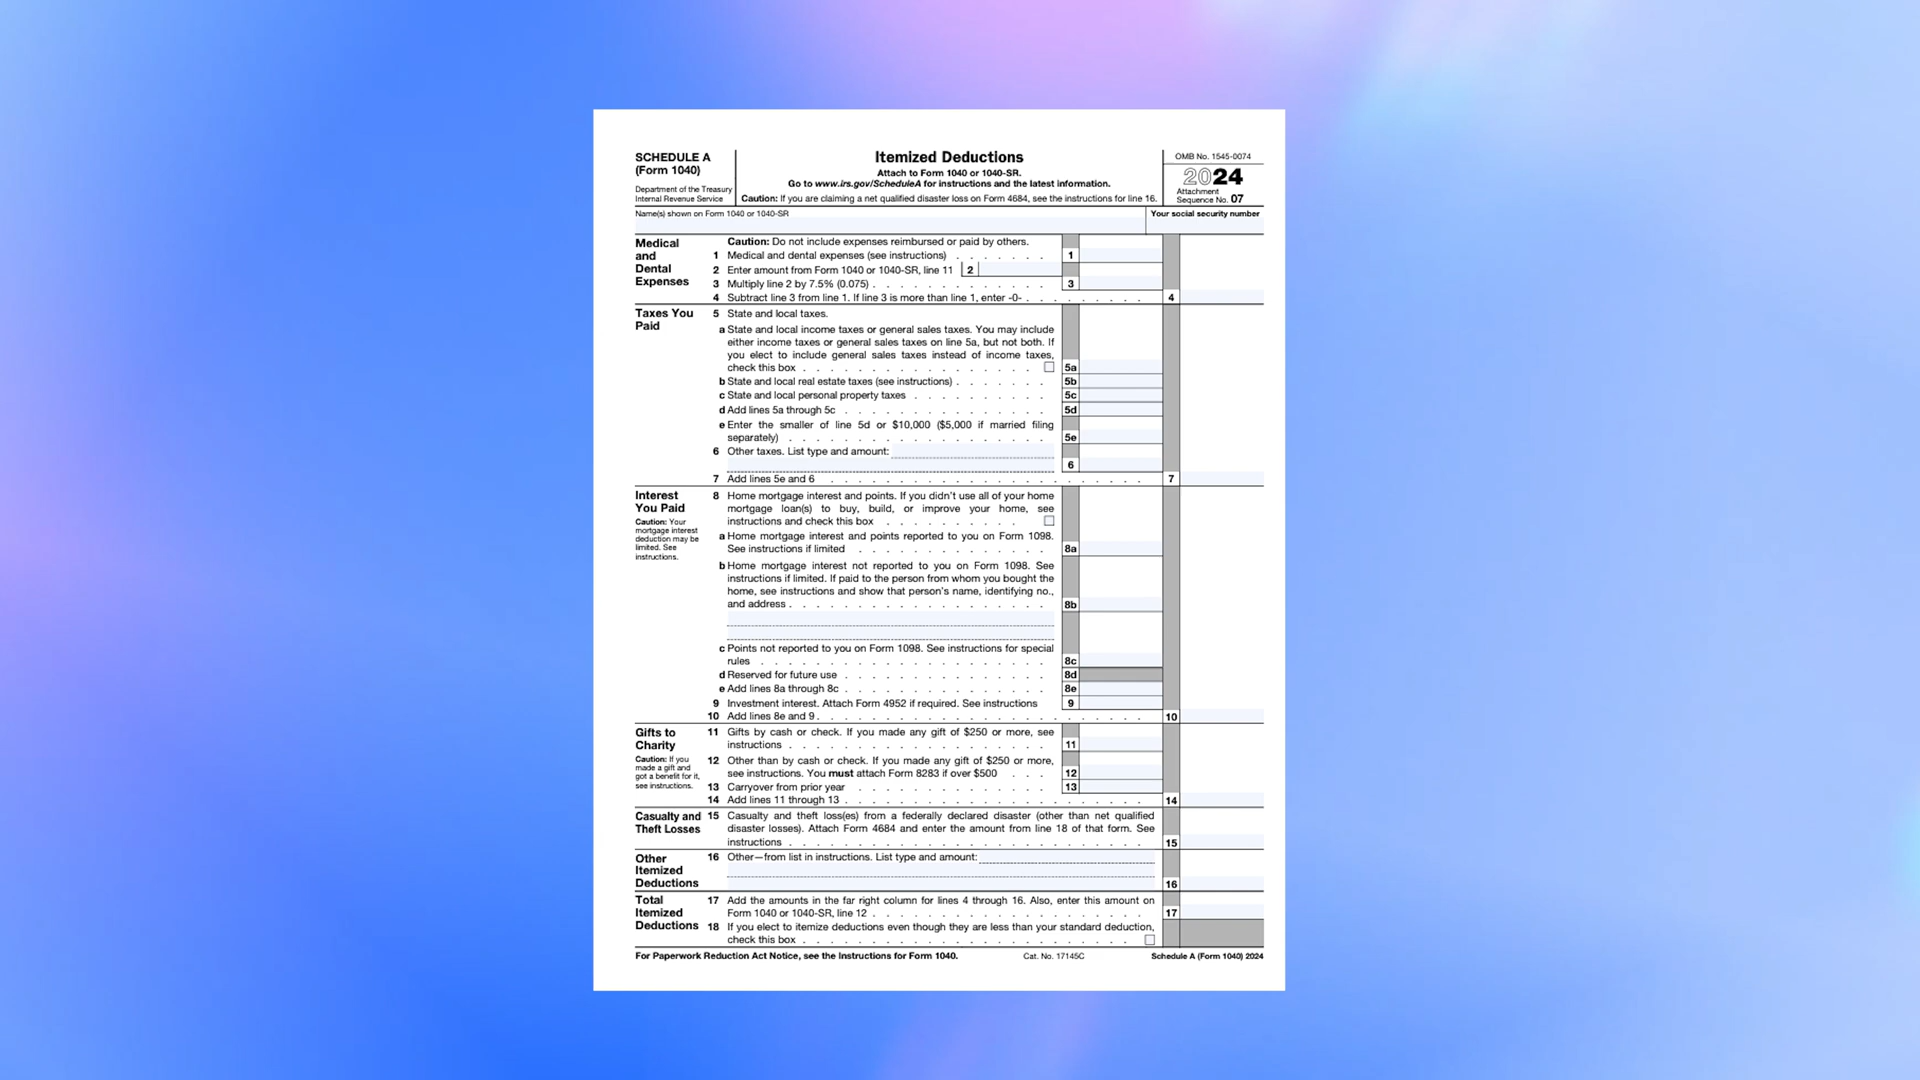 SCHEDULE A
(Form 1040)
Department of the Treasury
Internal Revenue Service
Itemized Deductions
Attach to Form 1040 or 1040-SR.
Go to www.irs.gov/ScheduleA for instructions and the latest information.
Caution: If you are claiming a net qualified disaster loss on Form 4684, see the instructions for line 16.
OMB No. 1545-0074
2024
Attachment
Sequence No. 07
Name(s) shown on Form 1040 or 1040-SR
Your social security number
Medical
and
Dental
Expenses
Caution: Do not include expenses reimbursed or paid by others.
1 Medical and dental expenses (see instructions) . . . . . . . 1
2 Enter amount from Form 1040 or 1040-SR, line 11 2
3 Multiply line 2 by 7.5% (0.075) . . . . . . . . . . . . . 3
4 Subtract line 3 from line 1. If line 3 is more than line 1, enter -0- . . . . . . . . . 4
Taxes You
Paid
5 State and local taxes.
a State and local income taxes or general sales taxes. You may include
either income taxes or general sales taxes on line 5a, but not both. If
you elect to include general sales taxes instead of income taxes,
check this box . . . . . . . . . . . . . . . . . 5a
b State and local real estate taxes (see instructions) . . . . . . . 5b
c State and local personal property taxes . . . . . . . . . . 5c
d Add lines 5a through 5c . . . . . . . . . . . . . . . 5d
e Enter the smaller of line 5d or $10,000 ($5,000 if married filing
separately) . . . . . . . . . . . . . . . . . . . 5e
6 Other taxes. List type and amount:
6
7 Add lines 5e and 6 . . . . . . . . . . . . . . . . . . . . . . 7
Interest
You Paid
Caution: Your
mortgage interest
deduction may be
limited. See
instructions.
8 Home mortgage interest and points. If you didn't use all of your home
mortgage loan(s) to buy, build, or improve your home, see
instructions and check this box . . . . . . . . . .
a Home mortgage interest and points reported to you on Form 1098.
See instructions if limited . . . . . . . . . . . . . . 8a
b Home mortgage interest not reported to you on Form 1098. See
instructions if limited. If paid to the person from whom you bought the
home, see instructions and show that person's name, identifying no.,
and address . . . . . . . . . . . . . . . . . . 8b
c Points not reported to you on Form 1098. See instructions for special
rules . . . . . . . . . . . . . . . . . . . . . 8c
d Reserved for future use . . . . . . . . . . . . . . . 8d
e Add lines 8a through 8c . . . . . . . . . . . . . . . 8e
9 Investment interest. Attach Form 4952 if required. See instructions 9
10 Add lines 8e and 9 . . . . . . . . . . . . . . . . . . . . . . . 10
Gifts to
Charity
Caution: If you
made a gift and
got a benefit for it,
see instructions.
11 Gifts by cash or check. If you made any gift of $250 or more, see
instructions . . . . . . . . . . . . . . . . . . . 11
12 Other than by cash or check. If you made any gift of $250 or more,
see instructions. You must attach Form 8283 if over $500 . . . 12
13 Carryover from prior year . . . . . . . . . . . . . . 13
14 Add lines 11 through 13 . . . . . . . . . . . . . . . . . . . . . 14
Casualty and
Theft Losses
15 Casualty and theft loss(es) from a federally declared disaster (other than net qualified
disaster losses). Attach Form 4684 and enter the amount from line 18 of that form. See
instructions . . . . . . . . . . . . . . . . . . . . . . . . . 15
Other
Itemized
Deductions
16 Other—from list in instructions. List type and amount:
16
Total
Itemized
Deductions
17 Add the amounts in the far right column for lines 4 through 16. Also, enter this amount on
Form 1040 or 1040-SR, line 12 . . . . . . . . . . . . . . . . . . . 17
18 If you elect to itemize deductions even though they are less than your standard deduction,
check this box . . . . . . . . . . . . . . . . . . . . . . . .
For Paperwork Reduction Act Notice, see the Instructions for Form 1040.
Cat. No. 17145C
Schedule A (Form 1040) 2024